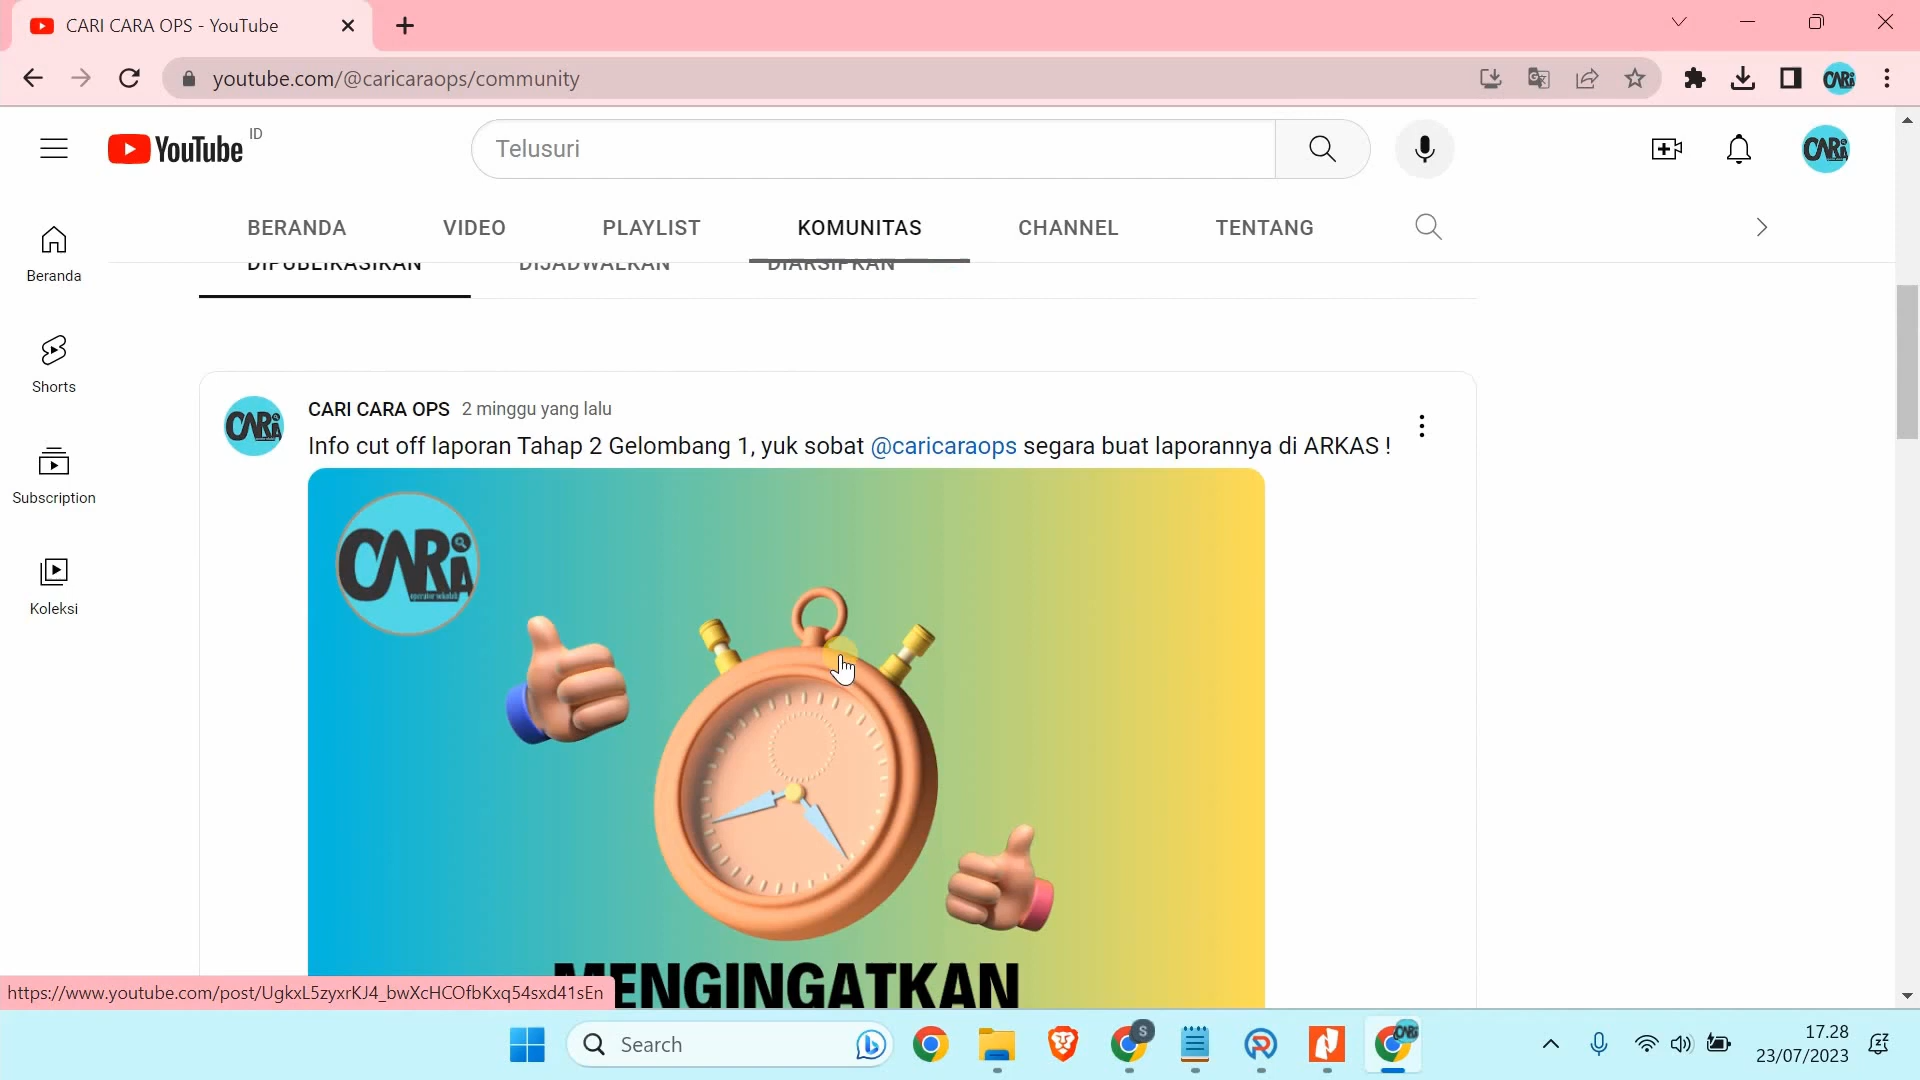 CARI CARA OPS - YouTube
youtube.com/@caricaraops/community
YouTube ID
Telusuri
BERANDA VIDEO PLAYLIST KOMUNITAS CHANNEL TENTANG
DIPUBLIKASIKAN DIJADWALKAN DIARSIPKAN
Beranda
Shorts
Subscription
Koleksi
CARI CARA OPS 2 minggu yang lalu
Info cut off laporan Tahap 2 Gelombang 1, yuk sobat @caricaraops segara buat laporannya di ARKAS !
CARi
operator sekolah
MENGINGATKAN
https://www.youtube.com/post/UgkxL5zyxrKJ4_bwXcHCOfbKxq54sxd41sEn
Search
S
17.28
23/07/2023